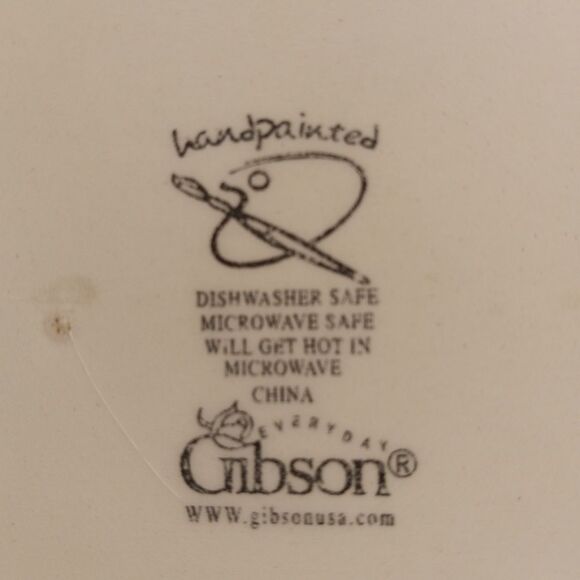 handpainted
DISHWASHER SAFE
MICROWAVE SAFE
WILL GET HOT IN
MICROWAVE
CHINA
EVERYDAY
Gibson®
WWW.gibsonusa.com